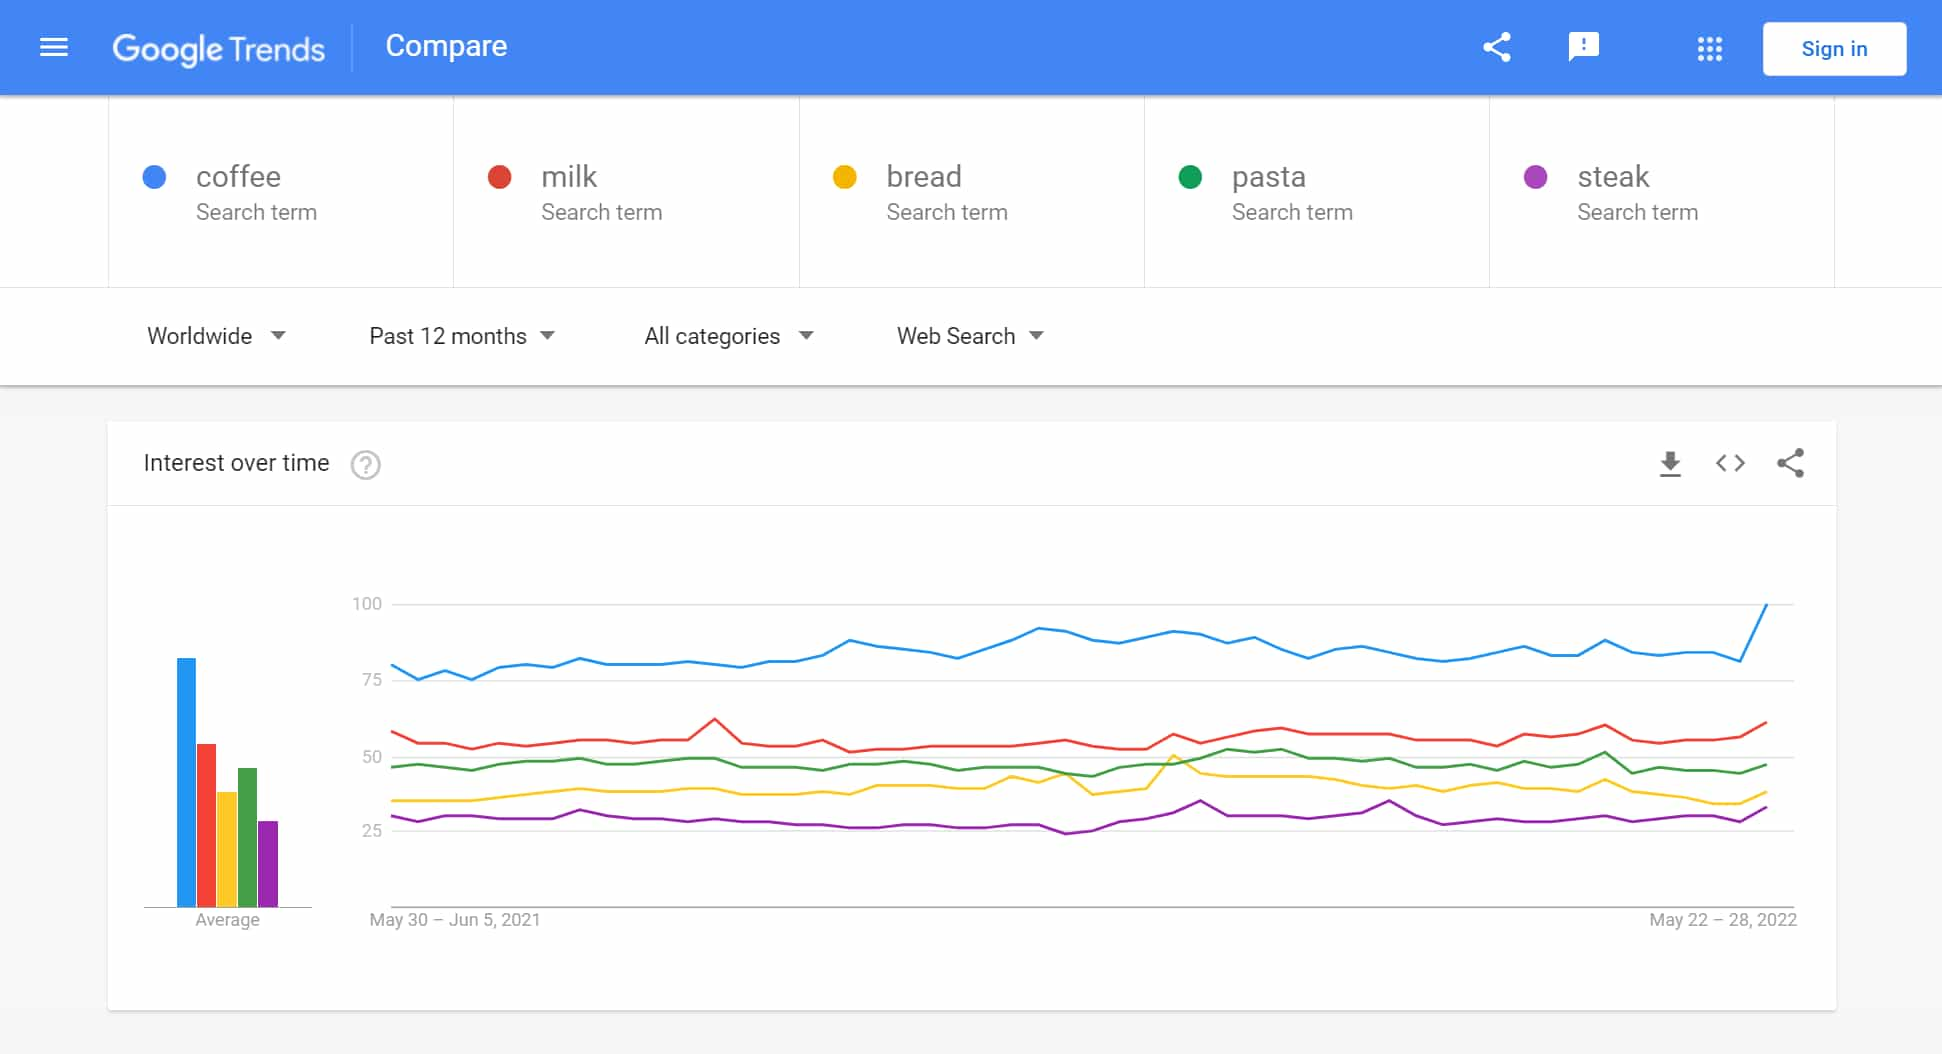 Google Trends
Compare
Sign in
coffee
Search term
milk
Search term
bread
Search term
pasta
Search term
steak
Search term
Worldwide
Past 12 months
All categories
Web Search
Interest over time
?
100
75
50
25
Average
May 30 – Jun 5, 2021
May 22 – 28, 2022